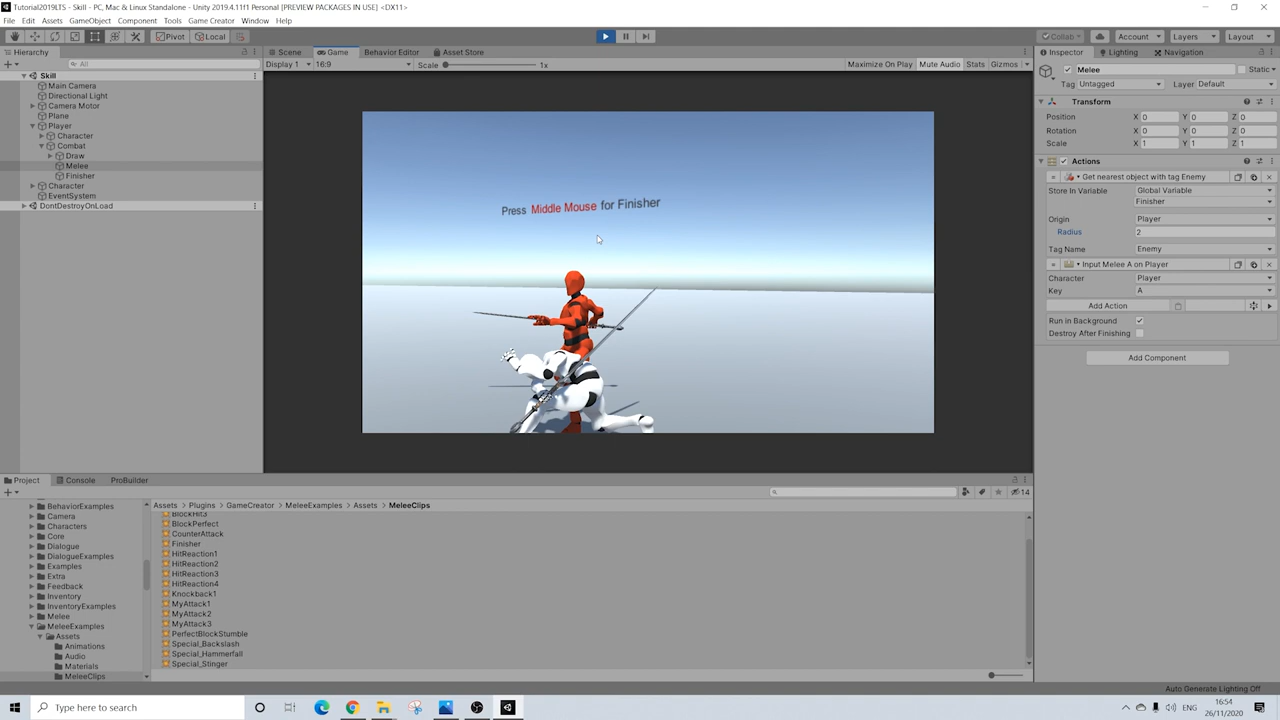 Tutorial2019LTS - Skill - PC, Mac & Linux Standalone - Unity 2019.4.11f1 Personal [PREVIEW PACKAGES IN USE] <DX11>
File Edit Assets GameObject Component Tools Game Creator Window Help
Pivot Local Collab Account Layers Layout
Hierarchy
All
Skill
Main Camera
Directional Light
Camera Motor
Plane
Player
Character
Combat
Draw
Melee
Finisher
Character
EventSystem
DontDestroyOnLoad
Scene Game Behavior Editor Asset Store
Display 1 16:9 Scale 1x Maximize On Play Mute Audio Stats Gizmos
Press Middle Mouse for Finisher
Inspector Lighting Navigation
Melee Static
Tag Untagged Layer Default
Transform
Position X 0 Y 0 Z 0
Rotation X 0 Y 0 Z 0
Scale X 1 Y 1 Z 1
Actions
Get nearest object with tag Enemy
Store In Variable Global Variable
Finisher
Origin Player
Radius 2
Tag Name Enemy
Input Melee A on Player
Character Player
Key A
Add Action
Run in Background
Destroy After Finishing
Add Component
Project Console ProBuilder
14
BehaviorExamples
Camera
Characters
Core
Dialogue
DialogueExamples
Examples
Extra
Feedback
Inventory
InventoryExamples
Melee
MeleeExamples
Assets
Animations
Audio
Materials
MeleeClips
Assets Plugins GameCreator MeleeExamples Assets MeleeClips
BlockHit3
BlockPerfect
CounterAttack
Finisher
HitReaction1
HitReaction2
HitReaction3
HitReaction4
Knockback1
MyAttack1
MyAttack2
MyAttack3
PerfectBlockStumble
Special_Backslash
Special_Hammerfall
Special_Stinger
Auto Generate Lighting Off
Type here to search
ENG
16:54
26/11/2020